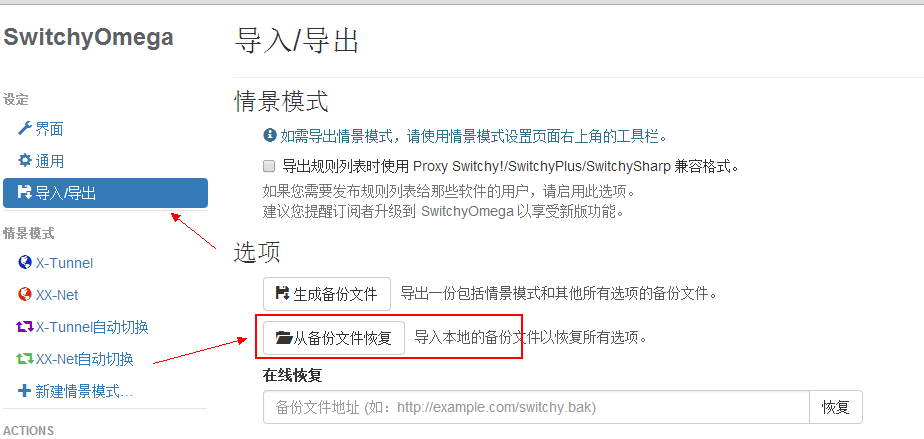 SwitchyOmega
设定
界面
通用
导入/导出
情景模式
X-Tunnel
XX-Net
X-Tunnel自动切换
XX-Net自动切换
新建情景模式...
ACTIONS
导入/导出
情景模式
如需导出情景模式，请使用情景模式设置页面右上角的工具栏。
导出规则列表时使用 Proxy Switchy!/SwitchyPlus/SwitchySharp 兼容格式。
如果您需要发布规则列表给那些软件的用户，请启用此选项。
建议您提醒订阅者升级到 SwitchyOmega 以享受新版功能。
选项
生成备份文件 导出一份包括情景模式和其他所有选项的备份文件。
从备份文件恢复 导入本地的备份文件以恢复所有选项。
在线恢复
备份文件地址 (如：http://example.com/switchy.bak) 恢复